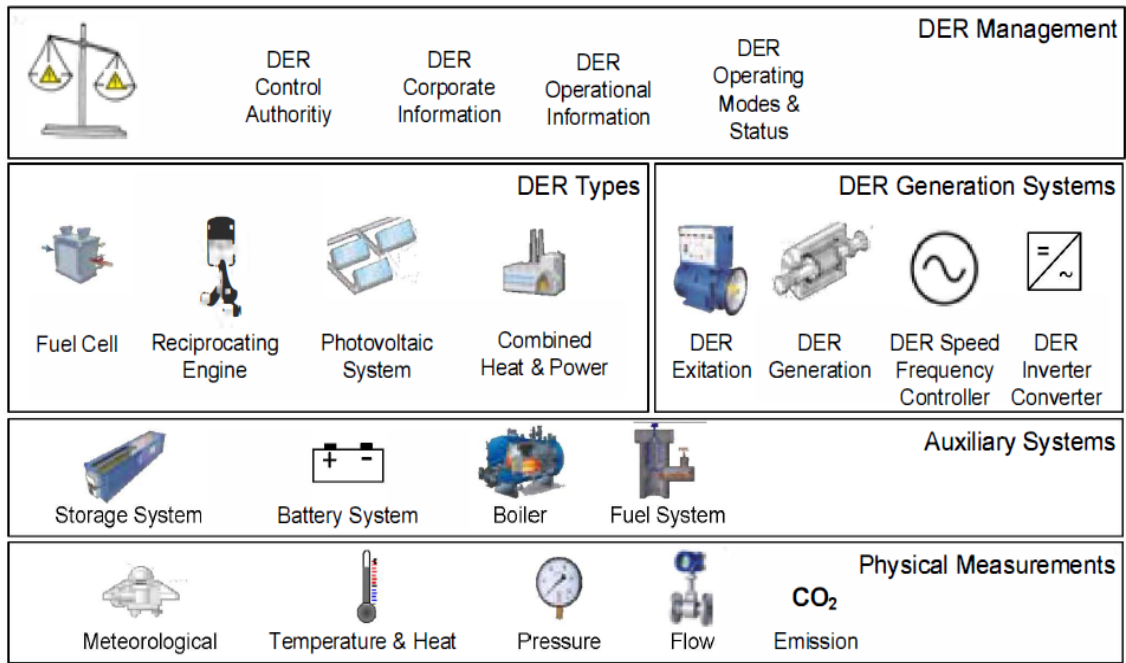 DER Management
DER
Control
Authoritiy
DER
Corporate
Information
DER
Operational
Information
DER
Operating
Modes &
Status
DER Types
Fuel Cell
Reciprocating
Engine
Photovoltaic
System
Combined
Heat & Power
DER Generation Systems
DER
Exitation
DER
Generation
DER Speed
Frequency
Controller
DER
Inverter
Converter
=
~
Auxiliary Systems
+ -
Storage System
Battery System
Boiler
Fuel System
Physical Measurements
Meteorological
Temperature & Heat
Pressure
Flow
CO₂
Emission